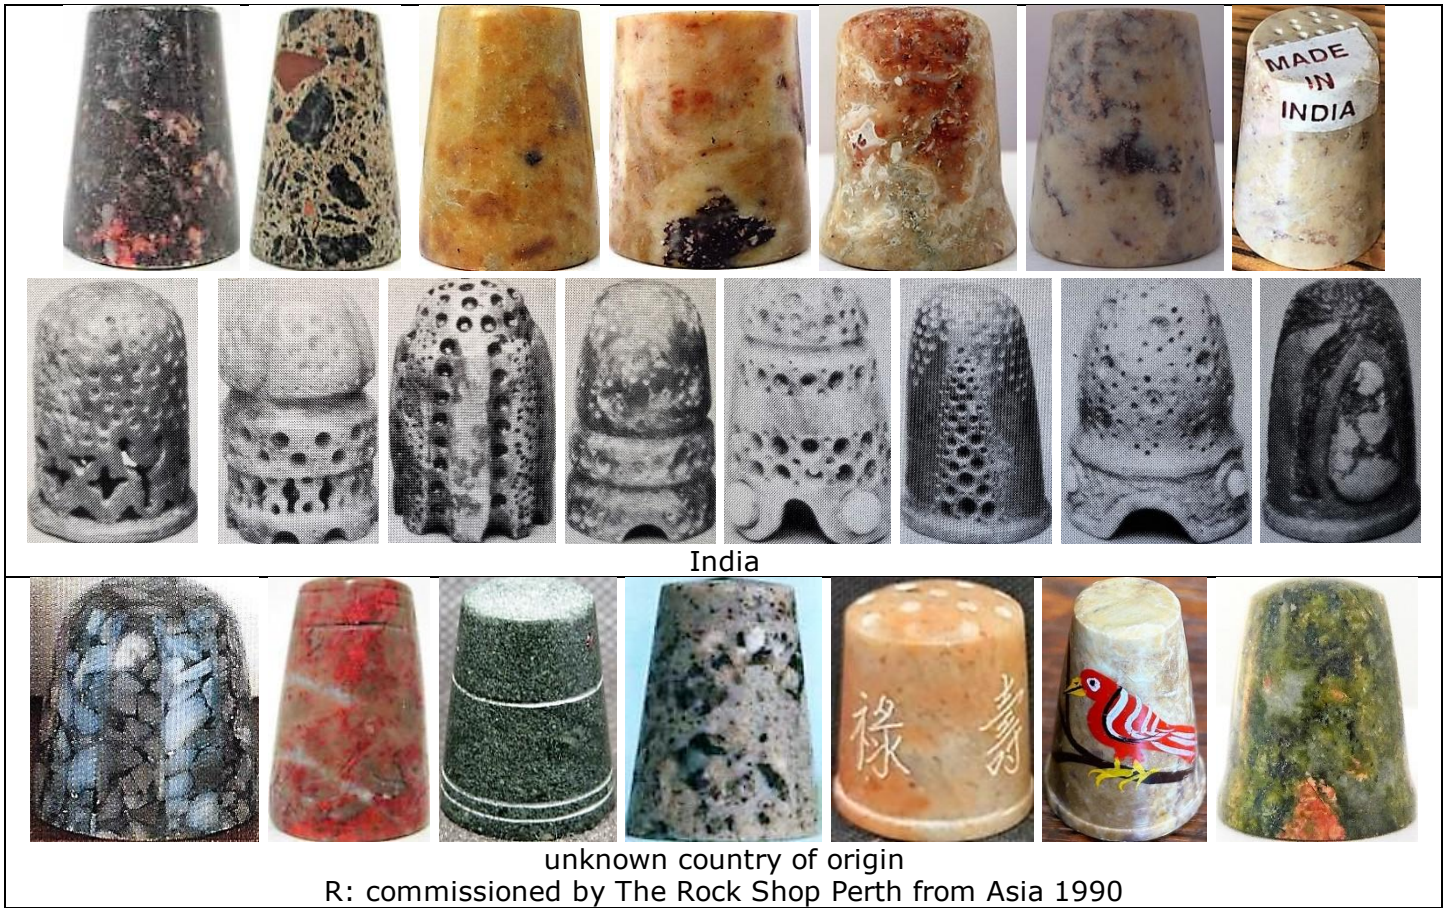 MADE
IN
INDIA
India
祿 壽
unknown country of origin
R: commissioned by The Rock Shop Perth from Asia 1990